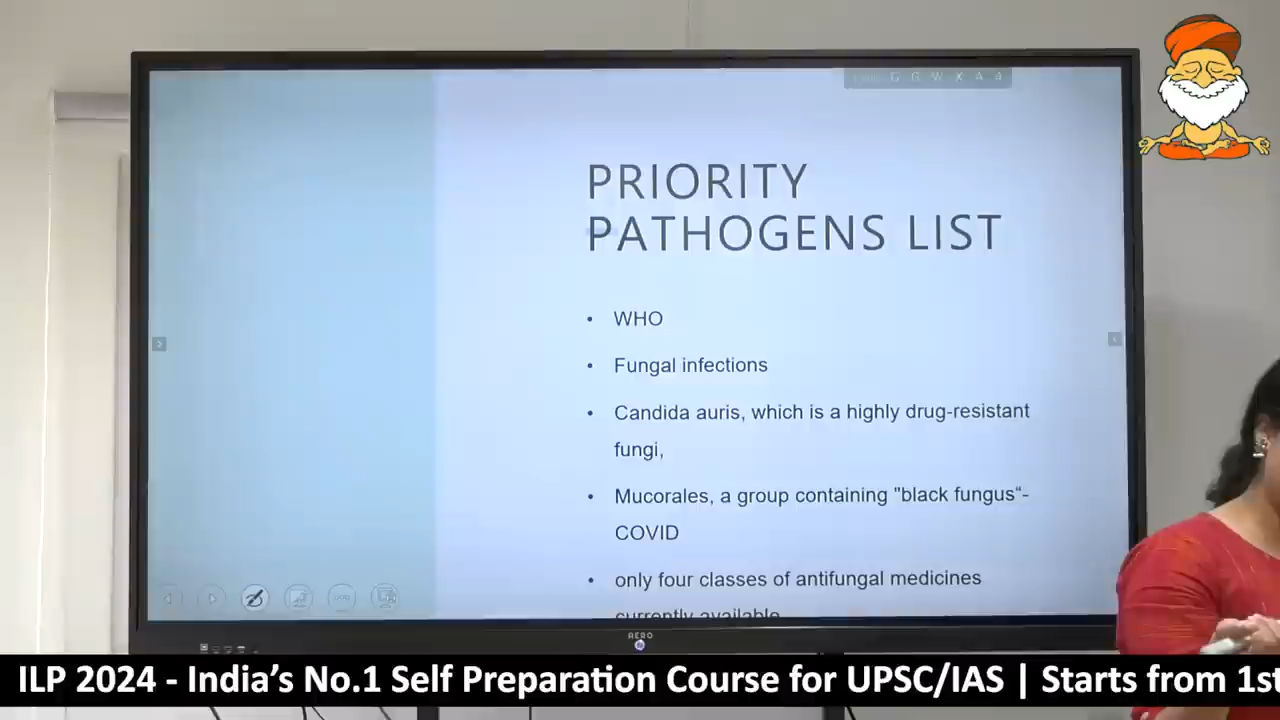 PRIORITY
PATHOGENS LIST
• WHO
• Fungal infections
• Candida auris, which is a highly drug-resistant
fungi,
• Mucorales, a group containing "black fungus“-
COVID
• only four classes of antifungal medicines
currently available
AERO
ILP 2024 - India’s No.1 Self Preparation Course for UPSC/IAS | Starts from 1st